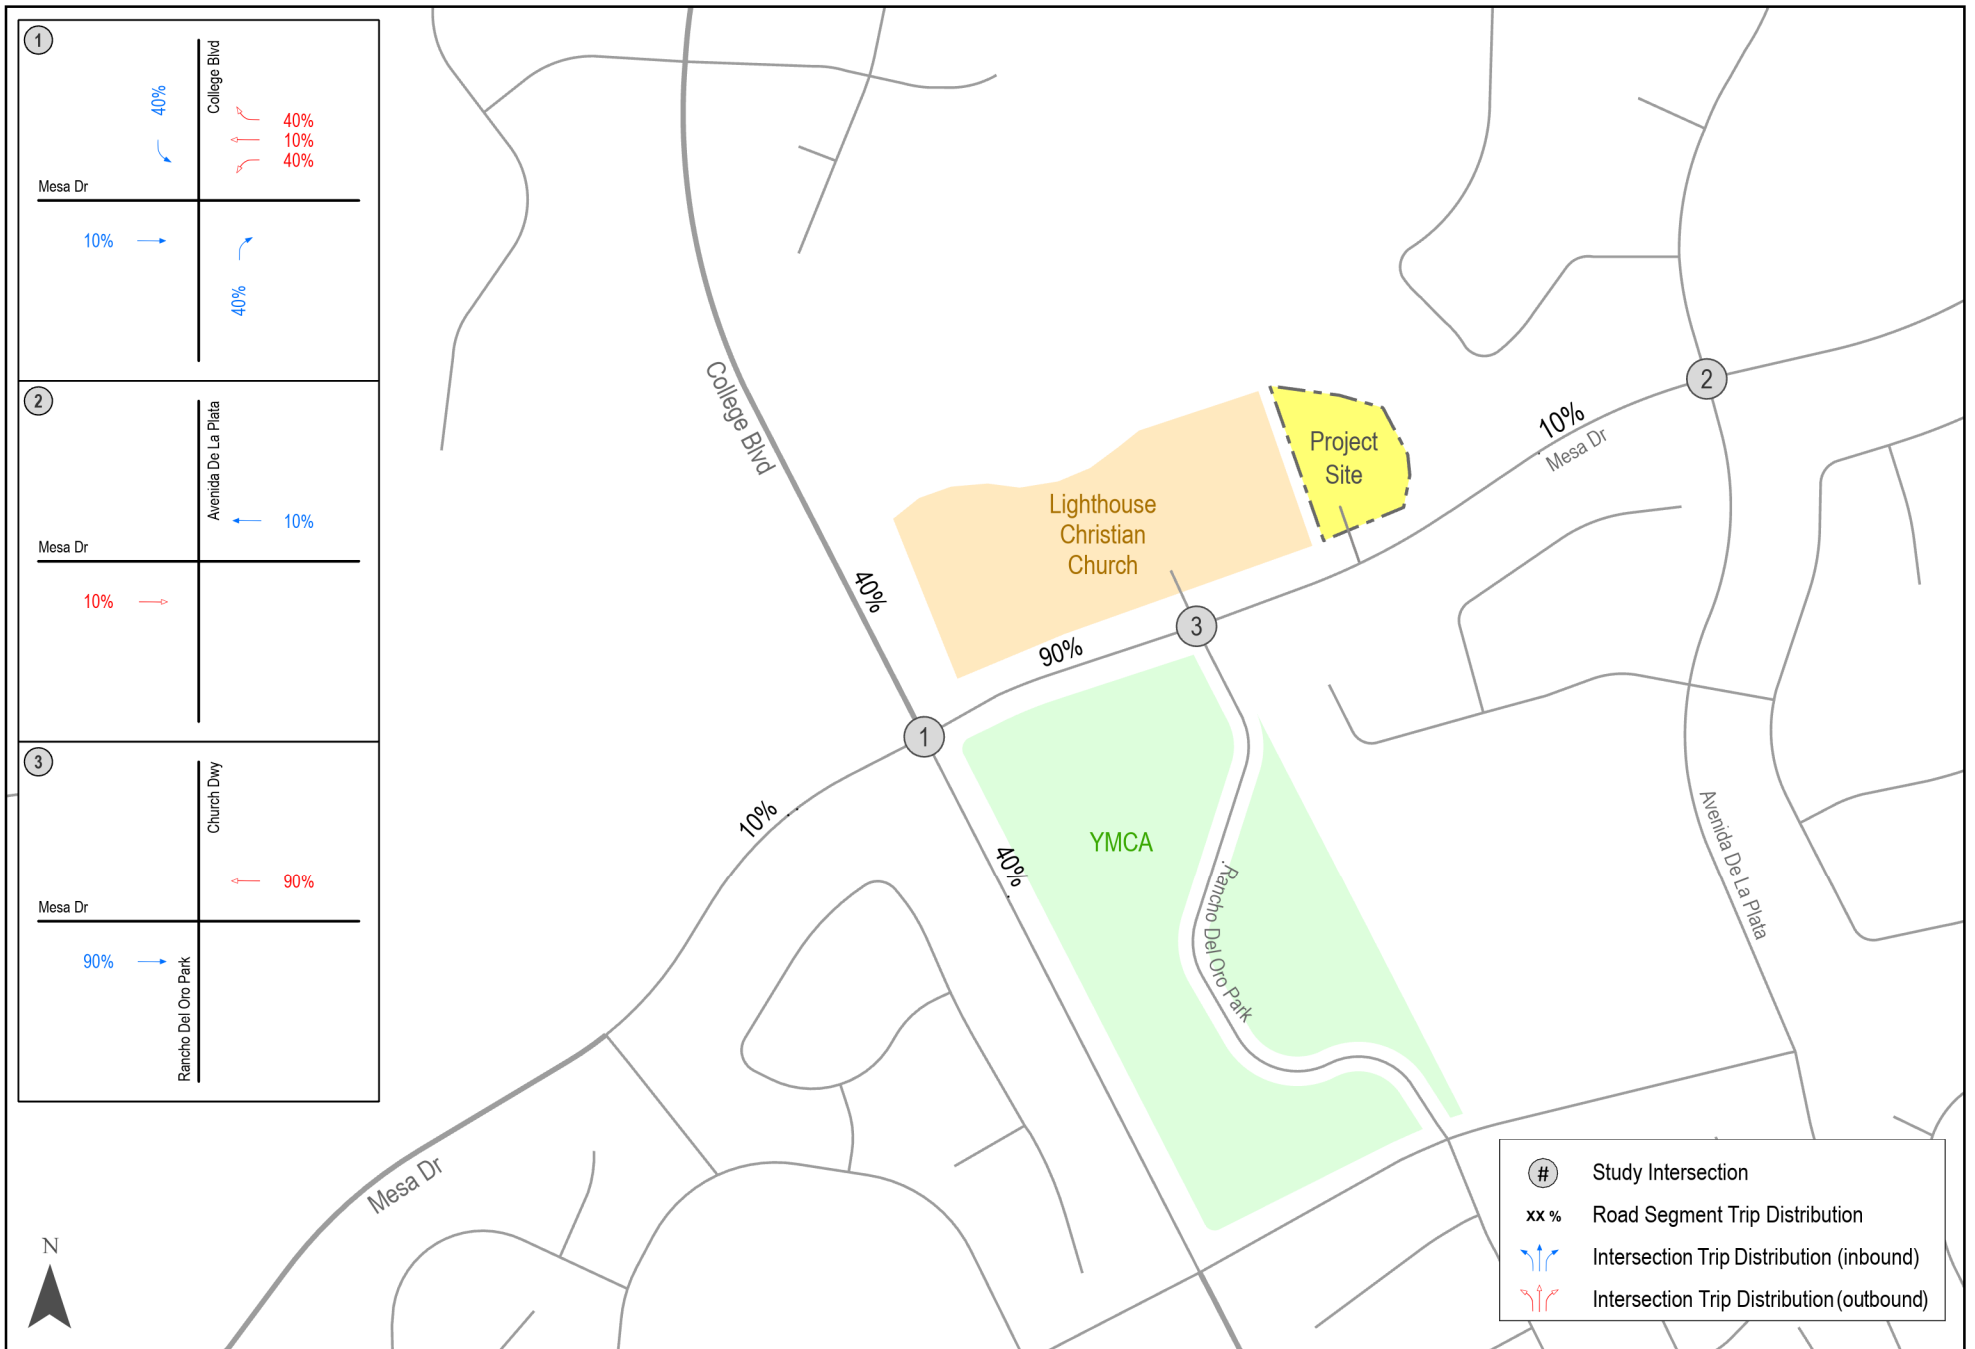 1
College Blvd
40%
40%
10%
40%
Mesa Dr
10%
40%
2
Avenida De La Plata
10%
Mesa Dr
10%
3
Church Dwy
90%
Mesa Dr
90%
Rancho Del Oro Park
College Blvd
40%
Lighthouse
Christian
Church
Project
Site
10%
Mesa Dr
2
3
90%
1
10%
40%
YMCA
Rancho Del Oro Park
Avenida De La Plata
Mesa Dr
N
# Study Intersection
XX % Road Segment Trip Distribution
Intersection Trip Distribution (inbound)
Intersection Trip Distribution (outbound)